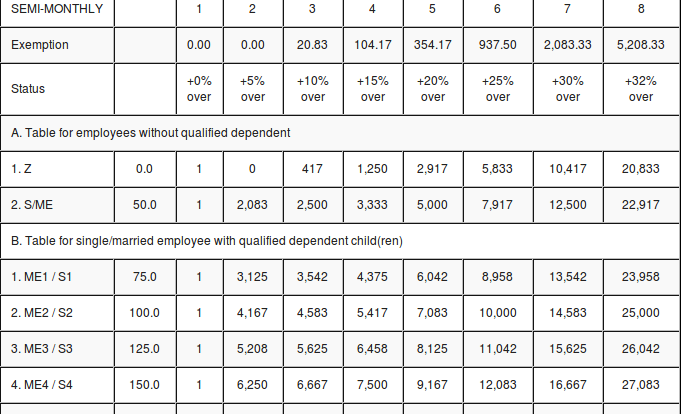 SEMI-MONTHLY 1 2 3 4 5 6 7 8
Exemption 0.00 0.00 20.83 104.17 354.17 937.50 2,083.33 5,208.33
Status +0% over +5% over +10% over +15% over +20% over +25% over +30% over +32% over
A. Table for employees without qualified dependent
1. Z 0.0 1 0 417 1,250 2,917 5,833 10,417 20,833
2. S/ME 50.0 1 2,083 2,500 3,333 5,000 7,917 12,500 22,917
B. Table for single/married employee with qualified dependent child(ren)
1. ME1 / S1 75.0 1 3,125 3,542 4,375 6,042 8,958 13,542 23,958
2. ME2 / S2 100.0 1 4,167 4,583 5,417 7,083 10,000 14,583 25,000
3. ME3 / S3 125.0 1 5,208 5,625 6,458 8,125 11,042 15,625 26,042
4. ME4 / S4 150.0 1 6,250 6,667 7,500 9,167 12,083 16,667 27,083